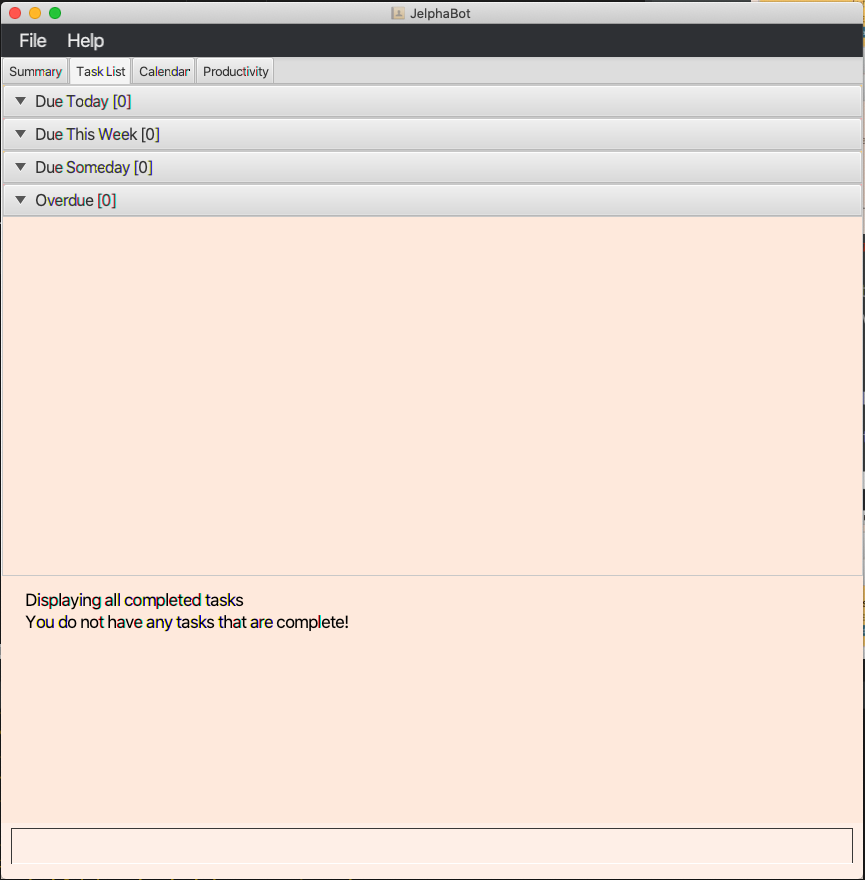 JelphaBot
File Help
Summary Task List Calendar Productivity
Due Today [0]
Due This Week [0]
Due Someday [0]
Overdue [0]
Displaying all completed tasks
You do not have any tasks that are complete!